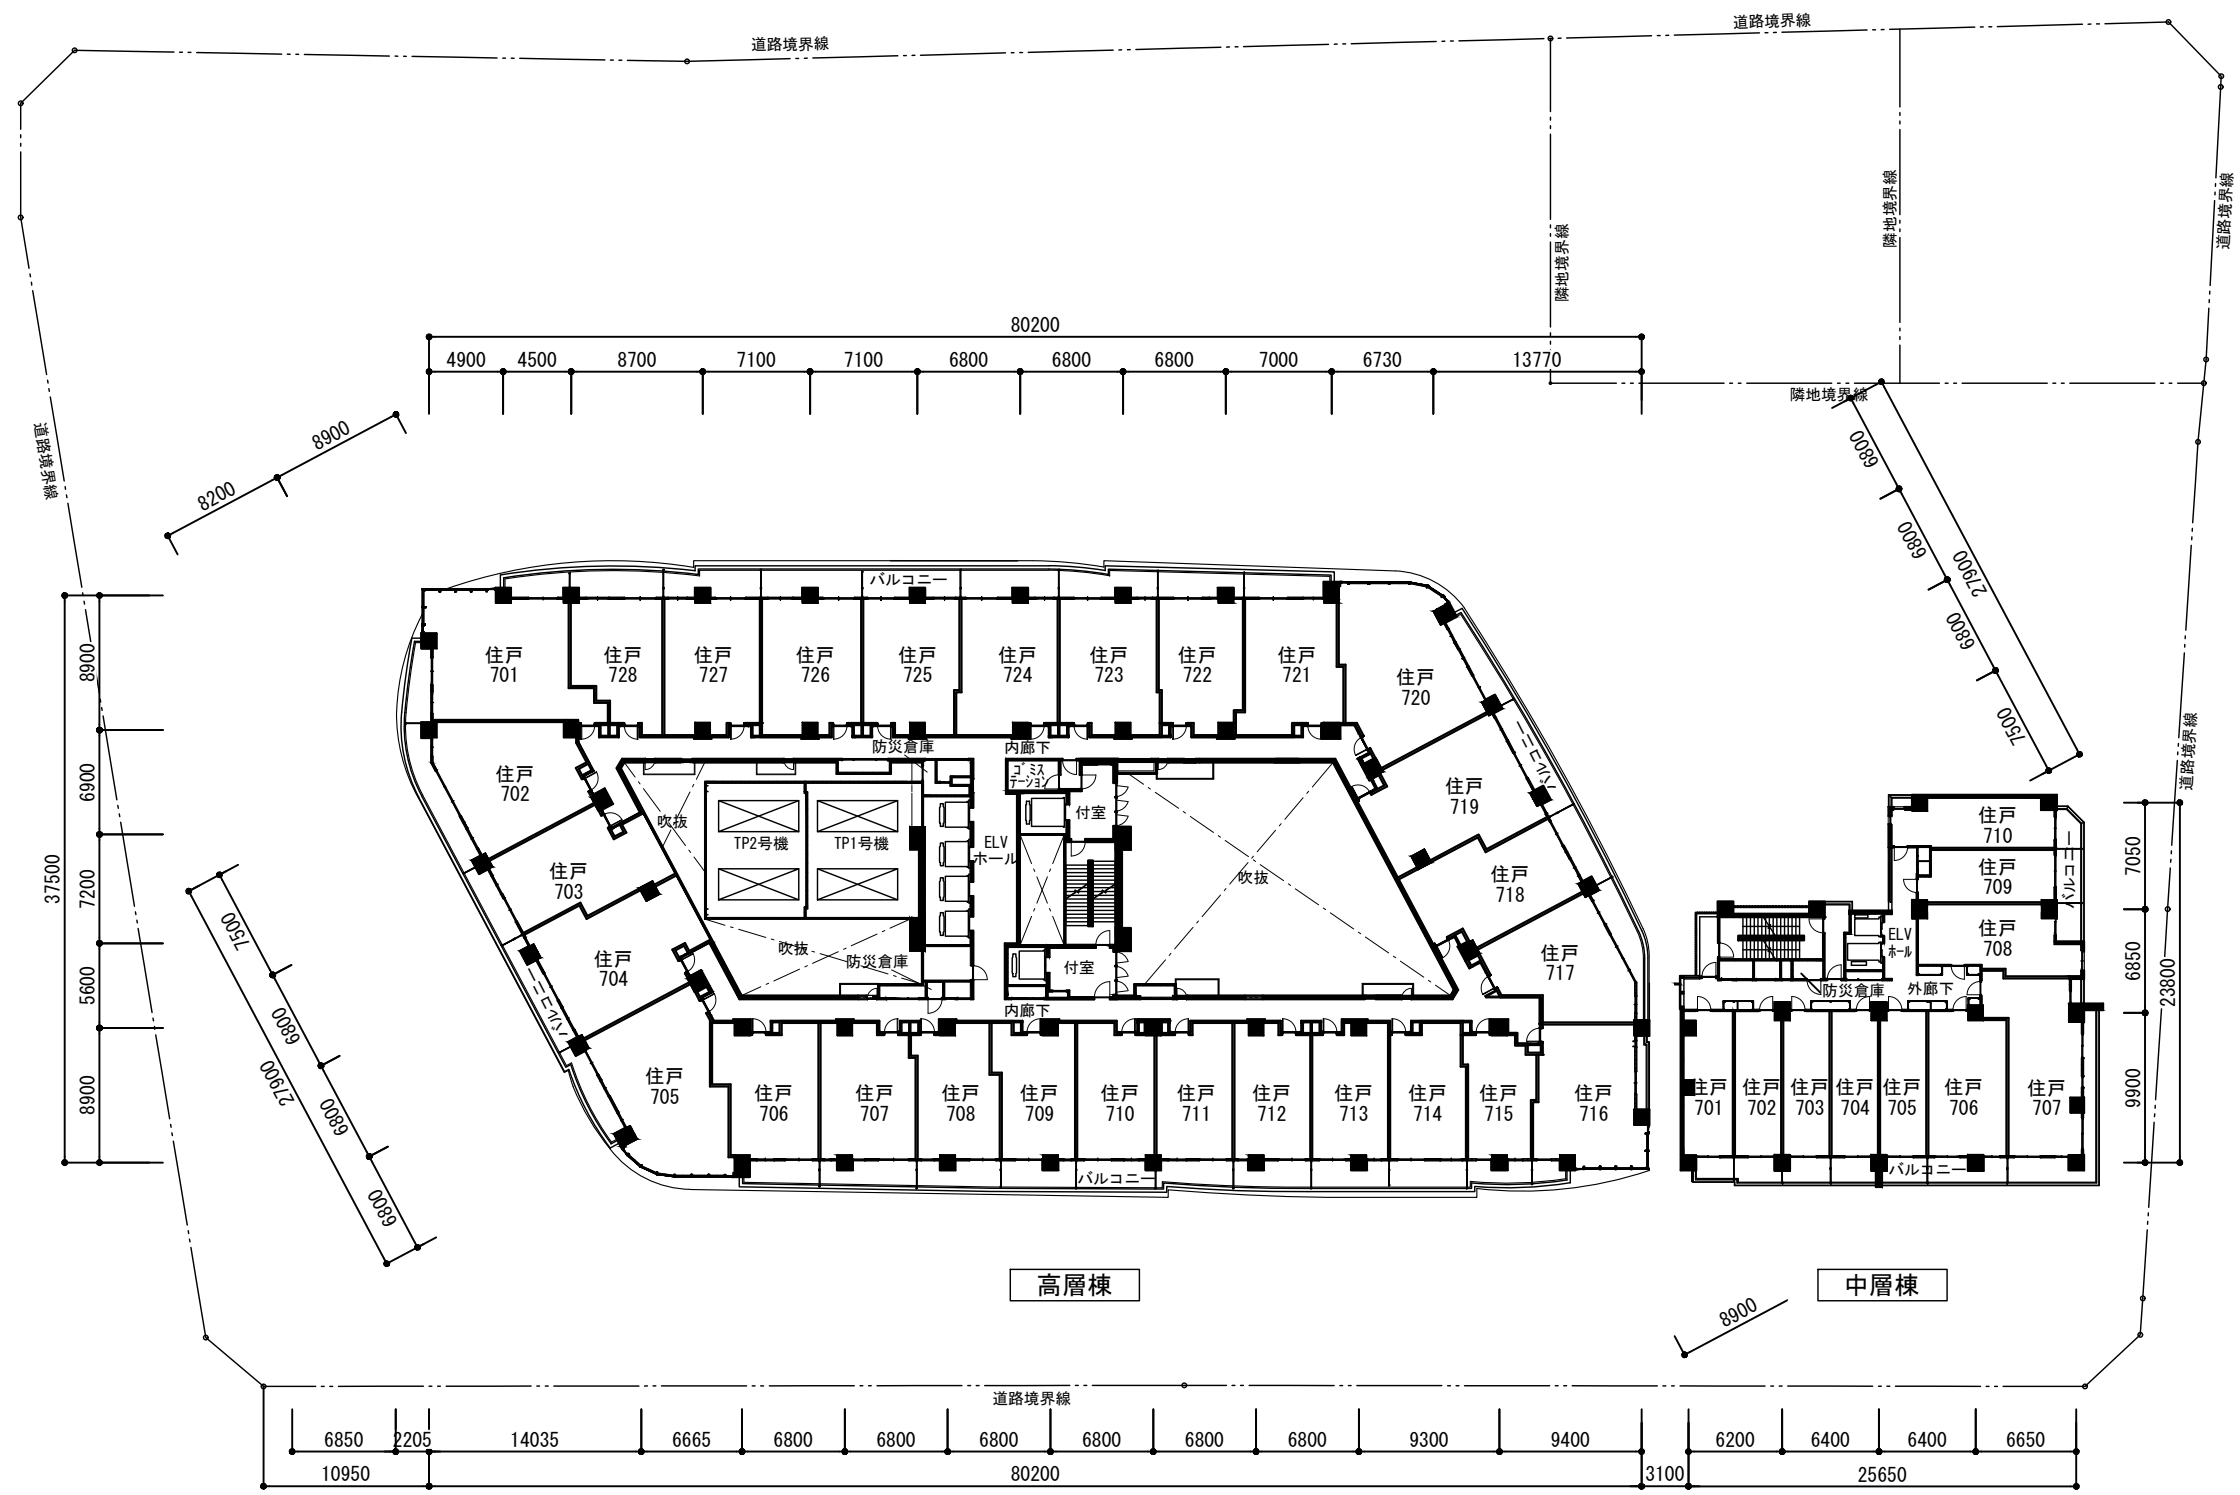 道路境界線
道路境界線
道路境界線
道路境界線
隣地境界線
隣地境界線
隣地境界線
道路境界線
道路境界線
80200
4900 4500 8700 7100 7100 6800 6800 6800 7000 6730 13770
8200 8900
6800 6800 6800 7500
27900
37500
8900 6900 7200 5600 8900
7500 6800 6800 6800
27900
7050 6850 9900
23800
バルコニー
住戸
701
住戸
728
住戸
727
住戸
726
住戸
725
住戸
724
住戸
723
住戸
722
住戸
721
住戸
720
住戸
702
住戸
703
住戸
704
住戸
705
住戸
719
住戸
718
住戸
717
バルコニー
バルコニー
防災倉庫
内廊下
ゴミス
テーション
付室
吹抜
TP2号機
TP1号機
ELV
ホール
吹抜
吹抜
防災倉庫
付室
内廊下
住戸
706
住戸
707
住戸
708
住戸
709
住戸
710
住戸
711
住戸
712
住戸
713
住戸
714
住戸
715
住戸
716
バルコニー
住戸
710
住戸
709
住戸
708
バルコニー
ELV
ホール
防災倉庫
外廊下
住戸
701
住戸
702
住戸
703
住戸
704
住戸
705
住戸
706
住戸
707
バルコニー
高層棟
中層棟
8900
道路境界線
6850 2205 14035 6665 6800 6800 6800 6800 6800 6800 9300 9400 6200 6400 6400 6650
10950 80200 3100 25650